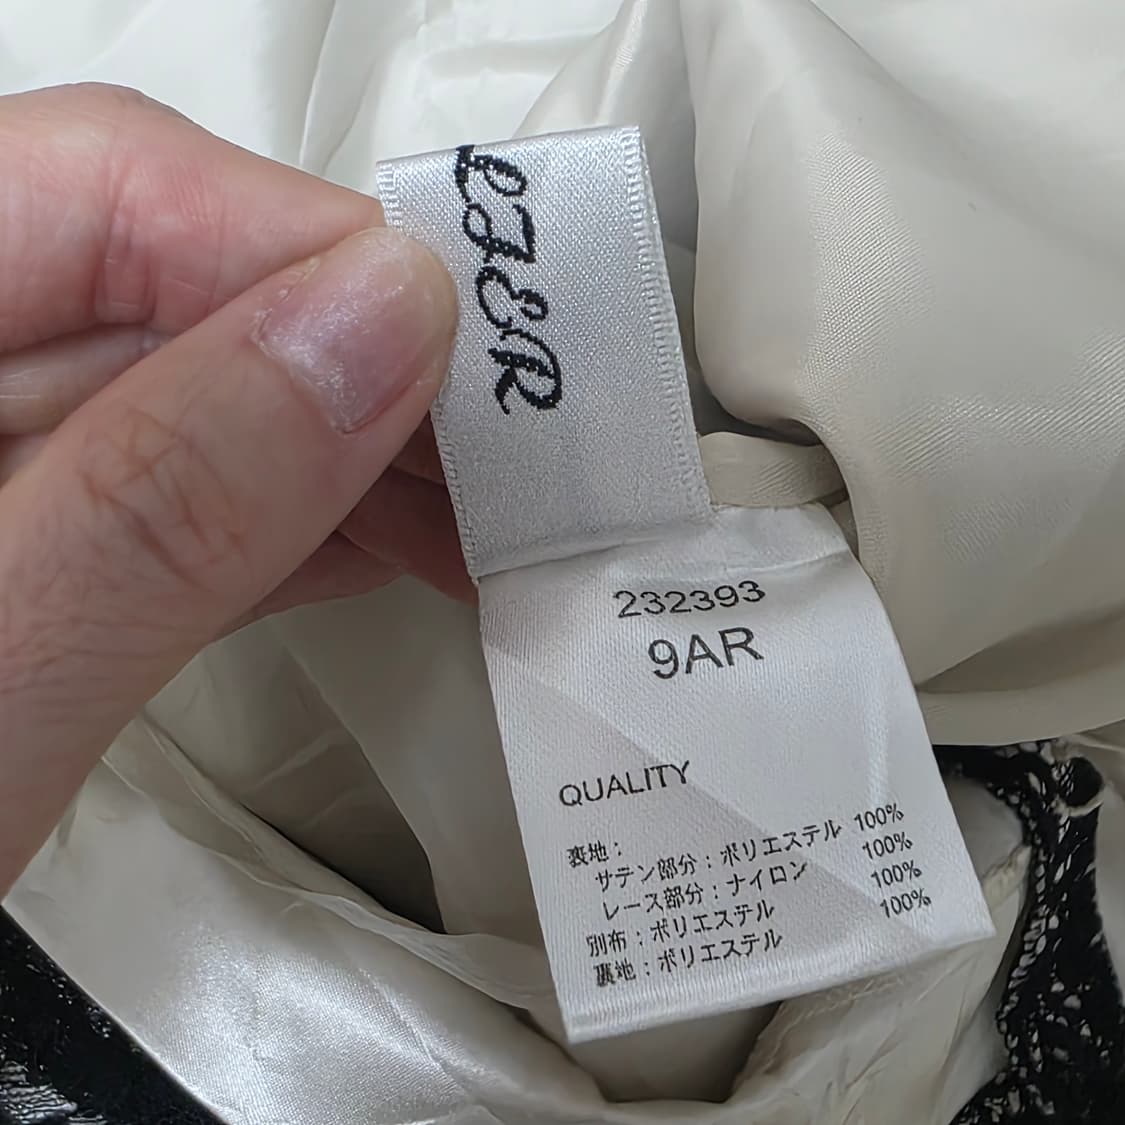 LFER
232393
9AR
QUALITY
表地：
サテン部分：ポリエステル 100%
レース部分：ナイロン 100%
別布：ポリエステル 100%
裏地：ポリエステル 100%